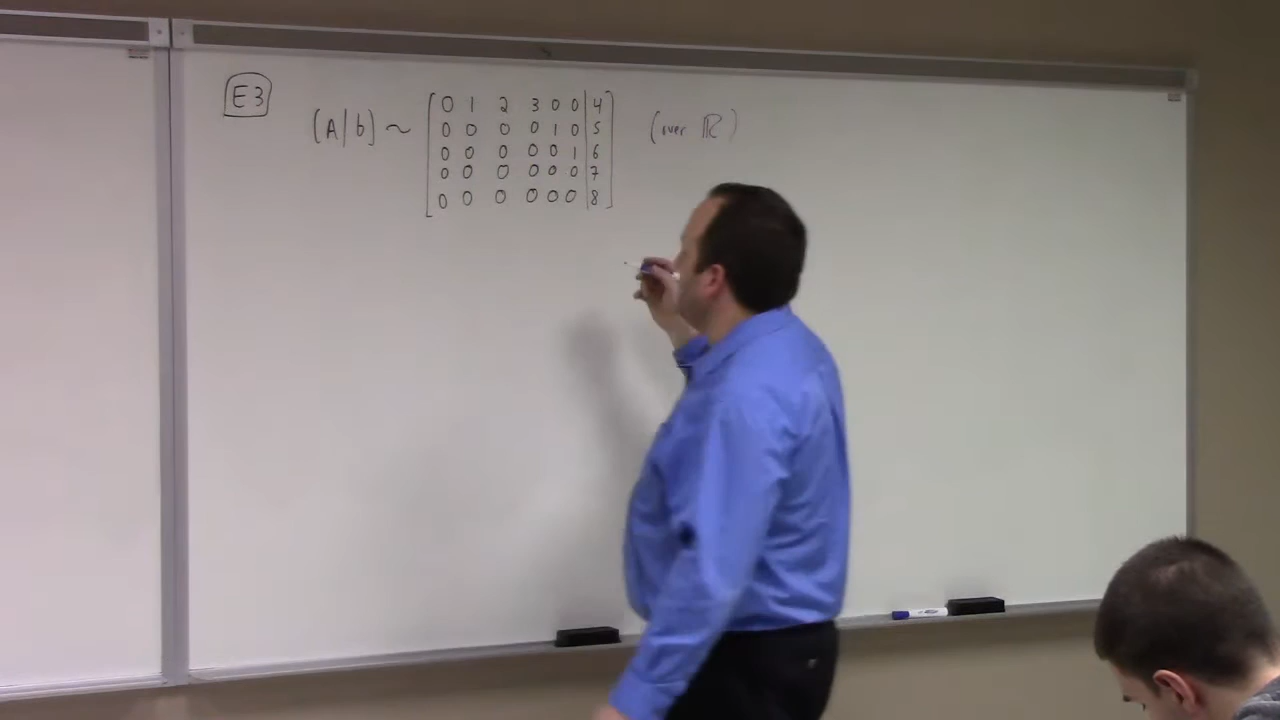 E3
[A|b] ~ [0 1 2 3 0 0 | 4] (over ℝ)
0 0 0 0 1 0 | 5
0 0 0 0 0 1 | 6
0 0 0 0 0 0 | 7
0 0 0 0 0 0 | 8